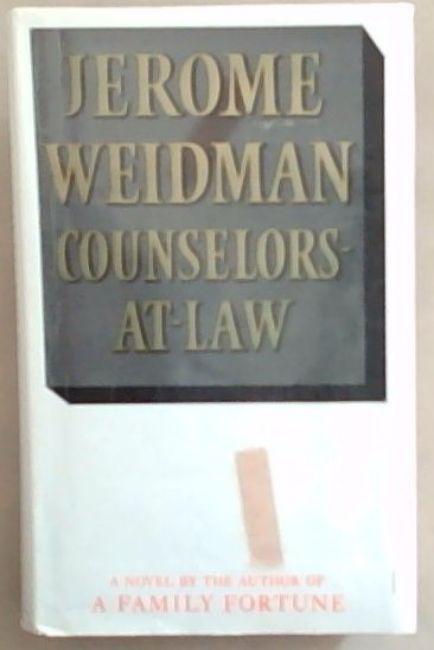 JEROME
WEIDMAN
COUNSELORS-
AT-LAW
A NOVEL BY THE AUTHOR OF
A FAMILY FORTUNE